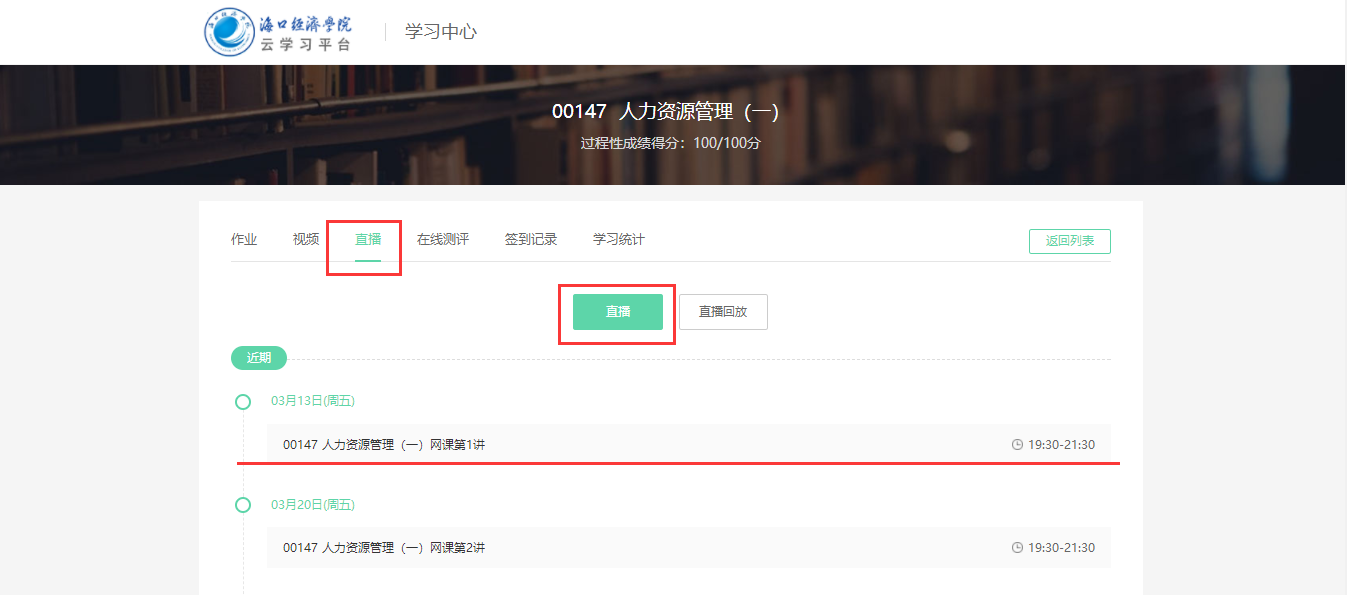 海口经济學院
云学习平台
学习中心
00147 人力资源管理（一）
过程性成绩得分：100/100分
作业 视频 直播 在线测评 签到记录 学习统计 返回列表
直播 直播回放
近期
03月13日(周五)
00147 人力资源管理（一）网课第1讲 19:30-21:30
03月20日(周五)
00147 人力资源管理（一）网课第2讲 19:30-21:30